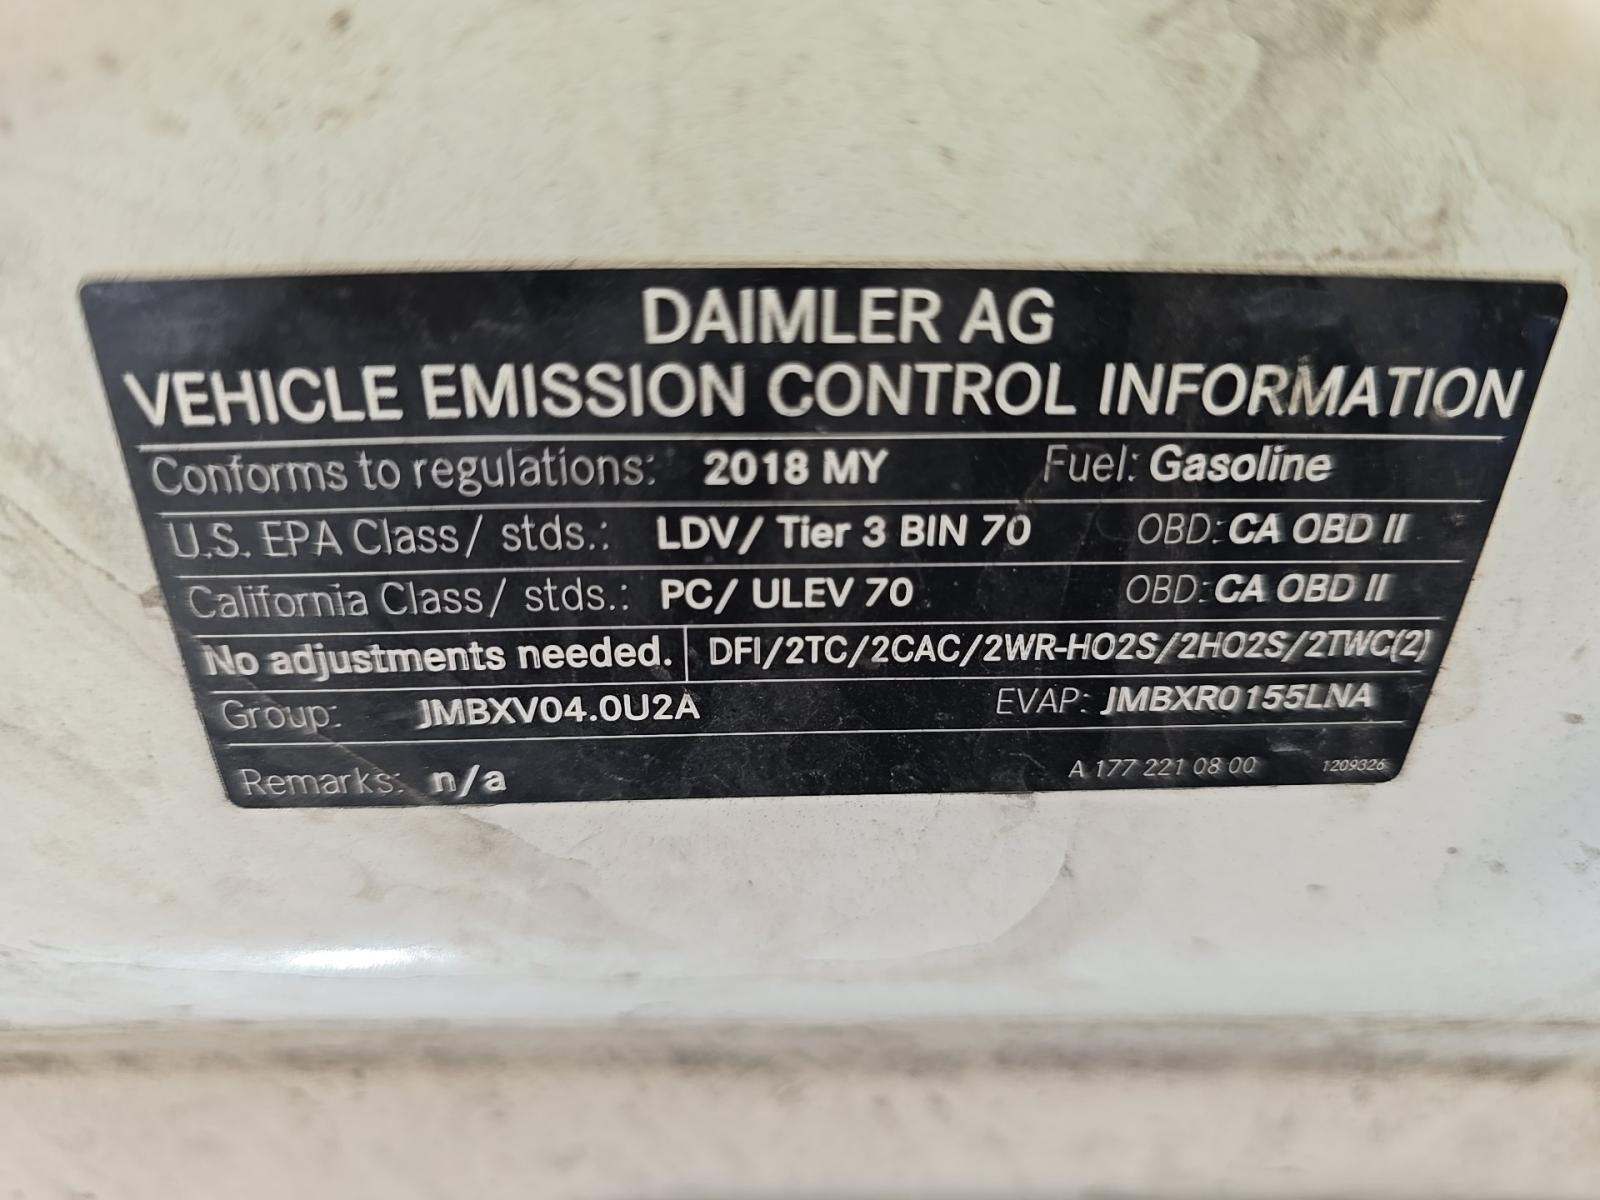 DAIMLER AG
VEHICLE EMISSION CONTROL INFORMATION
Conforms to regulations: 2018 MY Fuel: Gasoline
U.S. EPA Class/ stds.: LDV/ Tier 3 BIN 70 OBD: CA OBD II
California Class/ stds.: PC/ ULEV 70 OBD: CA OBD II
No adjustments needed. DFI/2TC/2CAC/2WR-HO2S/2HO2S/2TWC(2)
Group: JMBXV04.0U2A EVAP: JMBXR0155LNA
Remarks: n/a A 177 221 08 00 1209326